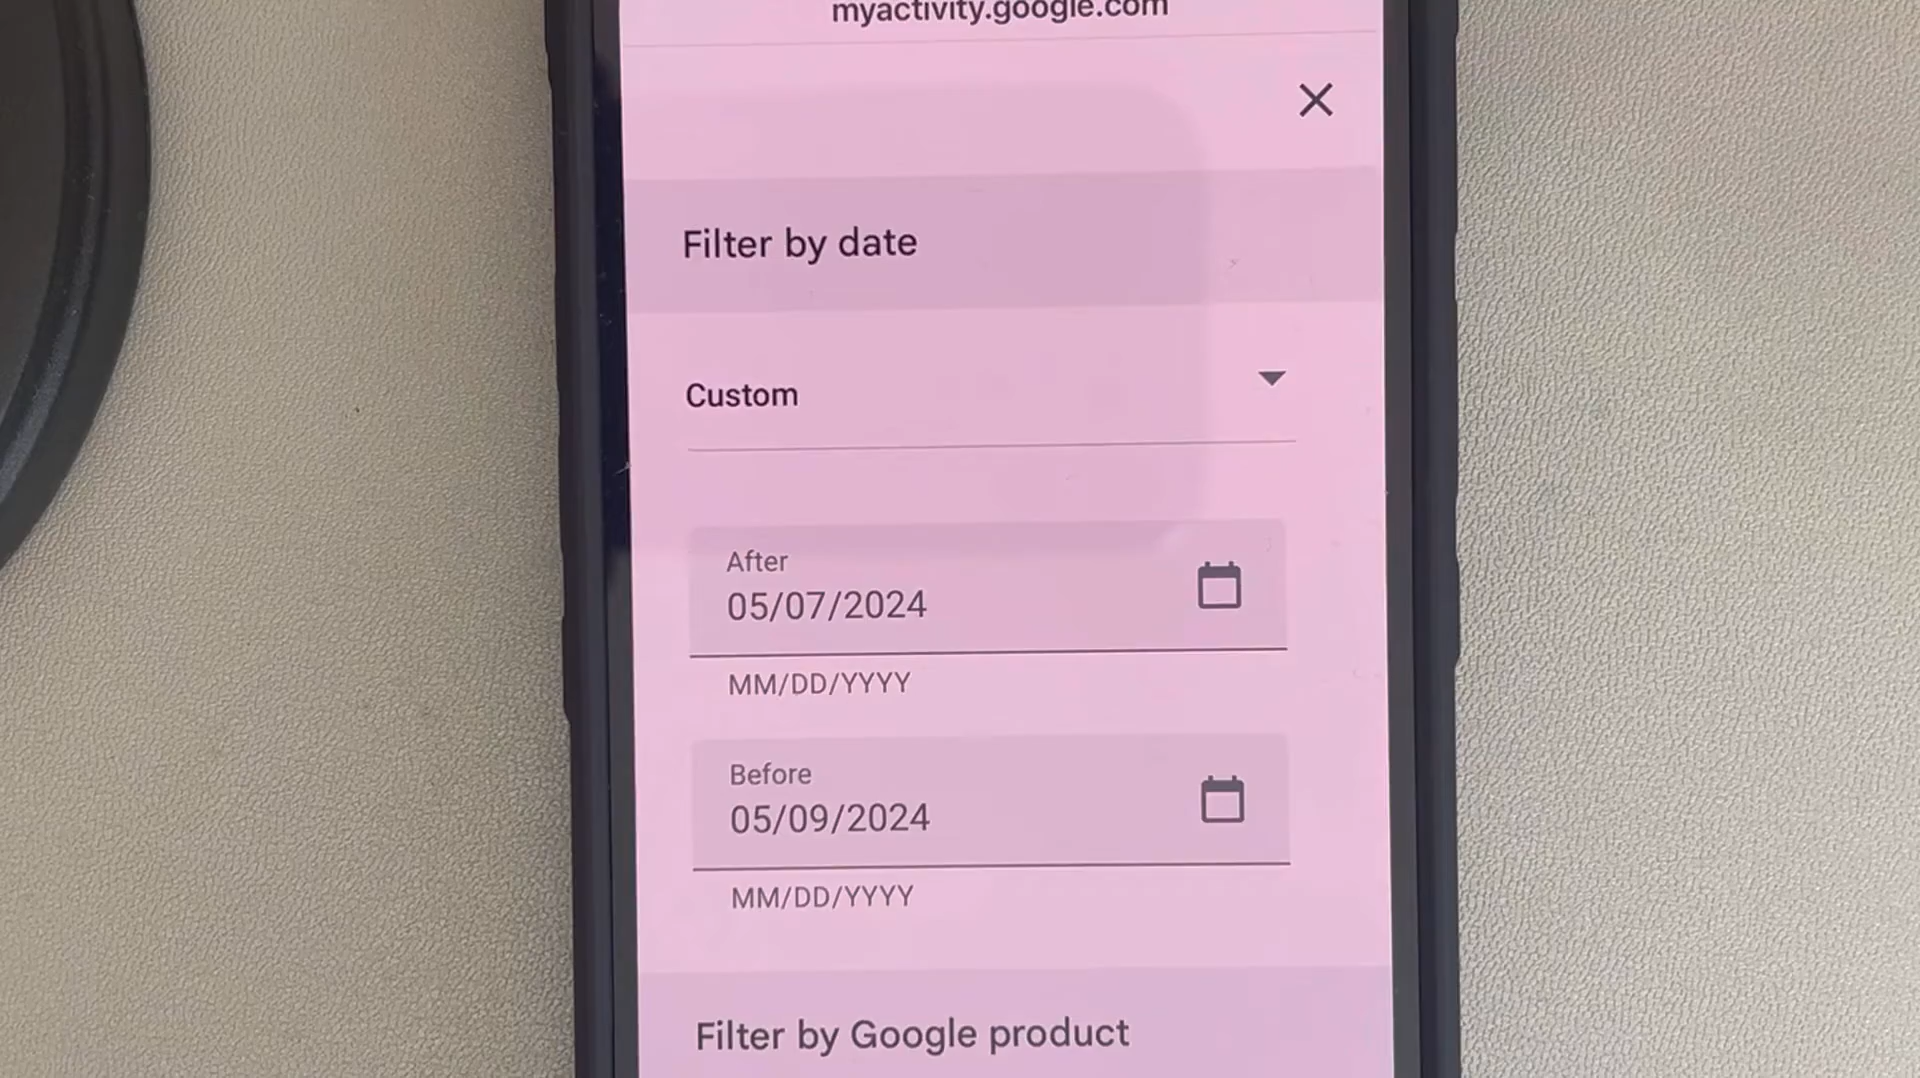 myactivity.google.com
Filter by date
Custom
After
05/07/2024
MM/DD/YYYY
Before
05/09/2024
MM/DD/YYYY
Filter by Google product